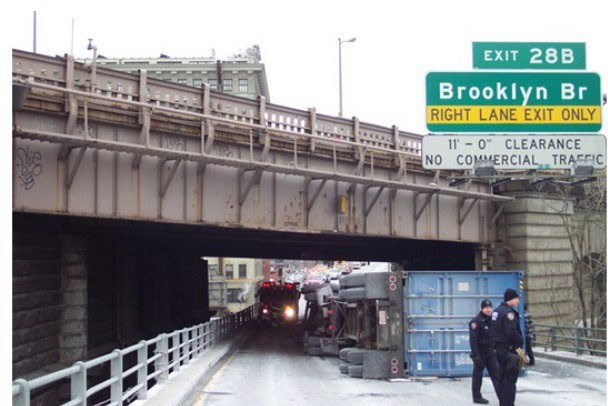 EXIT 28B
Brooklyn Br
RIGHT LANE EXIT ONLY
11'-0" CLEARANCE
NO COMMERCIAL TRAFFIC